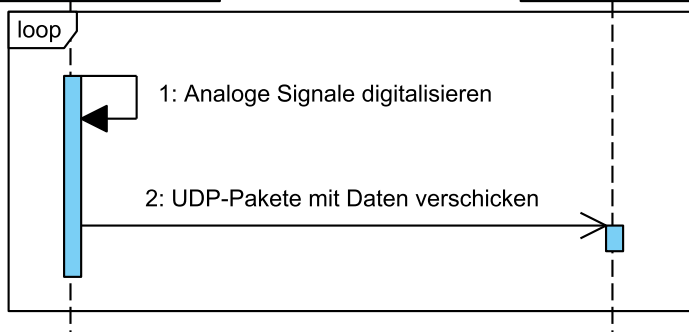 loop
1: Analoge Signale digitalisieren
2: UDP-Pakete mit Daten verschicken